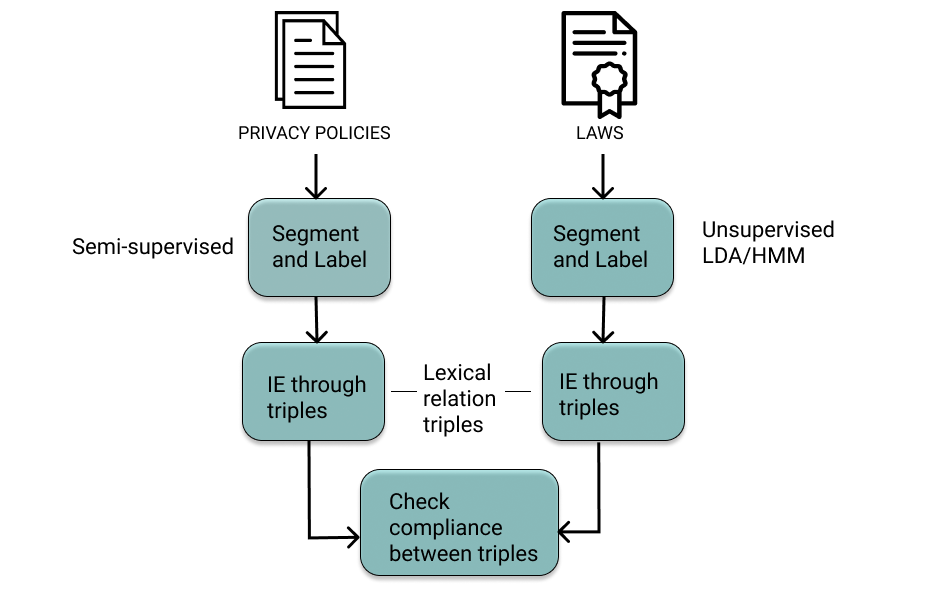 PRIVACY POLICIES
LAWS
Semi-supervised
Segment
and Label
Segment
and Label
Unsupervised
LDA/HMM
IE through
triples
Lexical
relation
triples
IE through
triples
Check
compliance
between triples